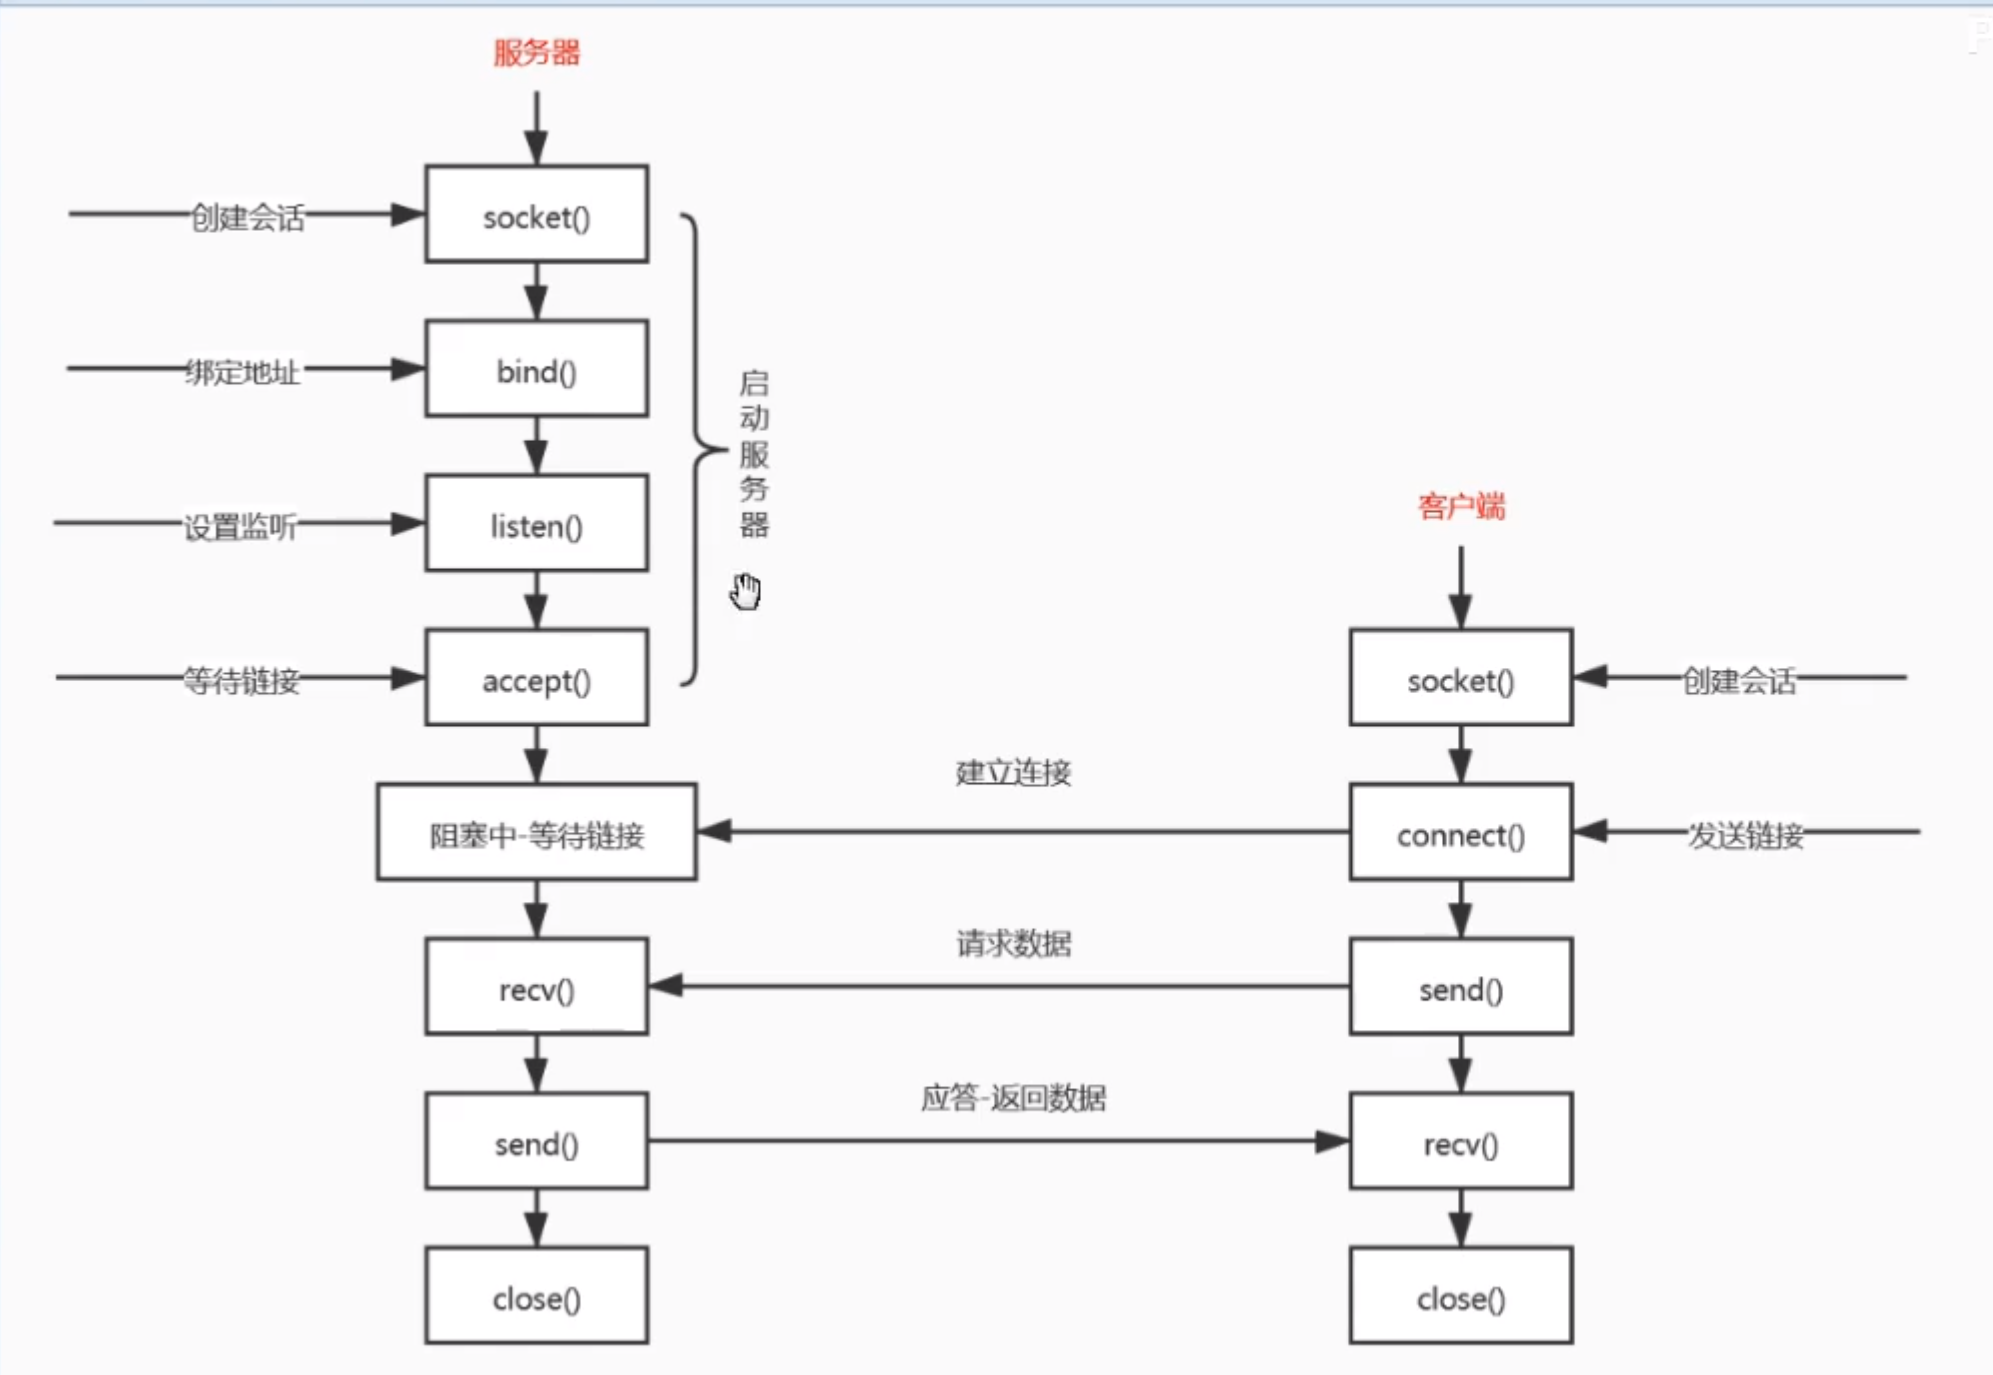 服务器
创建会话
socket()
绑定地址
bind()
设置监听
listen()
等待链接
accept()
启动服务器
阻塞中-等待链接
recv()
send()
close()
建立连接
请求数据
应答-返回数据
客户端
socket()
创建会话
connect()
发送链接
send()
recv()
close()